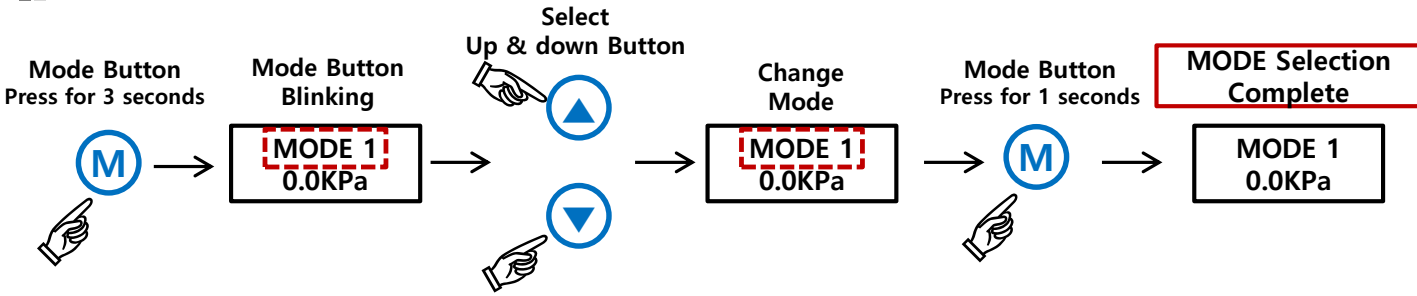 Mode Button
Press for 3 seconds
M
Mode Button
Blinking
MODE 1
0.0KPa
Select
Up & down Button
Change
Mode
MODE 1
0.0KPa
Mode Button
Press for 1 seconds
M
MODE Selection
Complete
MODE 1
0.0KPa